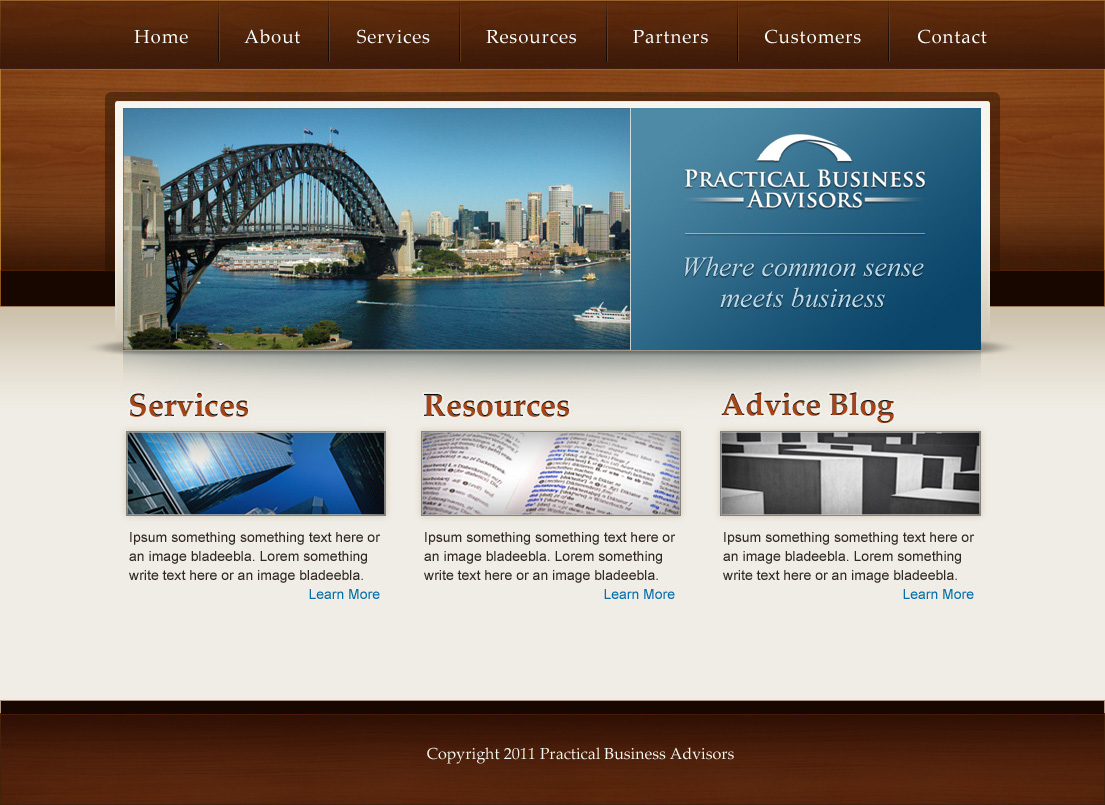 Home About Services Resources Partners Customers Contact
PRACTICAL BUSINESS
ADVISORS
Where common sense
meets business
Services
Ipsum something something text here or
an image bladeebla. Lorem something
write text here or an image bladeebla.
Learn More
Resources
Ipsum something something text here or
an image bladeebla. Lorem something
write text here or an image bladeebla.
Learn More
Advice Blog
Ipsum something something text here or
an image bladeebla. Lorem something
write text here or an image bladeebla.
Learn More
Copyright 2011 Practical Business Advisors